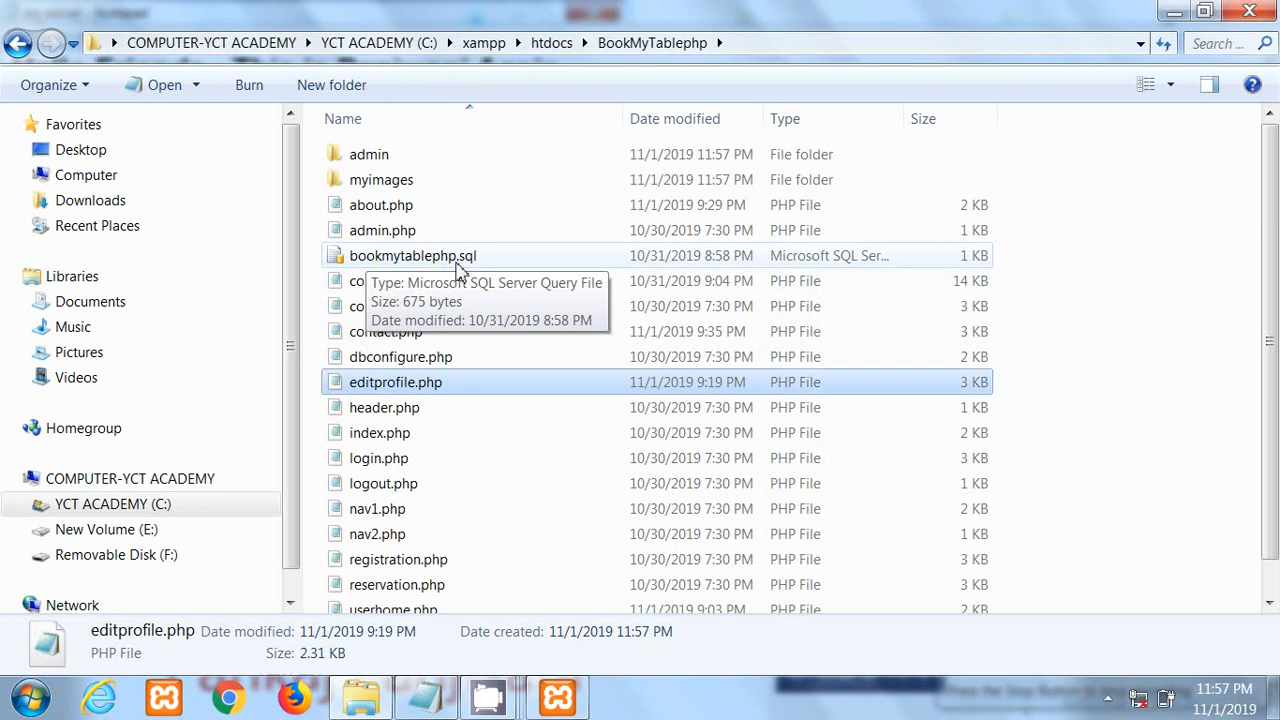 COMPUTER-YCT ACADEMY YCT ACADEMY (C:) xampp htdocs BookMyTablephp Search ...
Organize Open Burn New folder
Favorites
Desktop
Computer
Downloads
Recent Places
Libraries
Documents
Music
Pictures
Videos
Homegroup
COMPUTER-YCT ACADEMY
YCT ACADEMY (C:)
New Volume (E:)
Removable Disk (F:)
Network
Name Date modified Type Size
admin 11/1/2019 11:57 PM File folder
myimages 11/1/2019 11:57 PM File folder
about.php 11/1/2019 9:29 PM PHP File 2 KB
admin.php 10/30/2019 7:30 PM PHP File 1 KB
bookmytablephp.sql 10/31/2019 8:58 PM Microsoft SQL Ser... 1 KB
co 10/31/2019 9:04 PM PHP File 14 KB
co 10/30/2019 7:30 PM PHP File 3 KB
contact.php 11/1/2019 9:35 PM PHP File 3 KB
dbconfigure.php 10/30/2019 7:30 PM PHP File 2 KB
editprofile.php 11/1/2019 9:19 PM PHP File 3 KB
header.php 10/30/2019 7:30 PM PHP File 1 KB
index.php 10/30/2019 7:30 PM PHP File 2 KB
login.php 10/30/2019 7:30 PM PHP File 3 KB
logout.php 10/30/2019 7:30 PM PHP File 1 KB
nav1.php 10/30/2019 7:30 PM PHP File 1 KB
nav2.php 10/30/2019 7:30 PM PHP File 1 KB
registration.php 10/30/2019 7:30 PM PHP File 3 KB
reservation.php 10/30/2019 7:30 PM PHP File 3 KB
userhome.php 11/1/2019 9:03 PM PHP File 2 KB
Type: Microsoft SQL Server Query File
Size: 675 bytes
Date modified: 10/31/2019 8:58 PM
editprofile.php Date modified: 11/1/2019 9:19 PM Date created: 11/1/2019 11:57 PM
PHP File Size: 2.31 KB
11:57 PM
11/1/2019